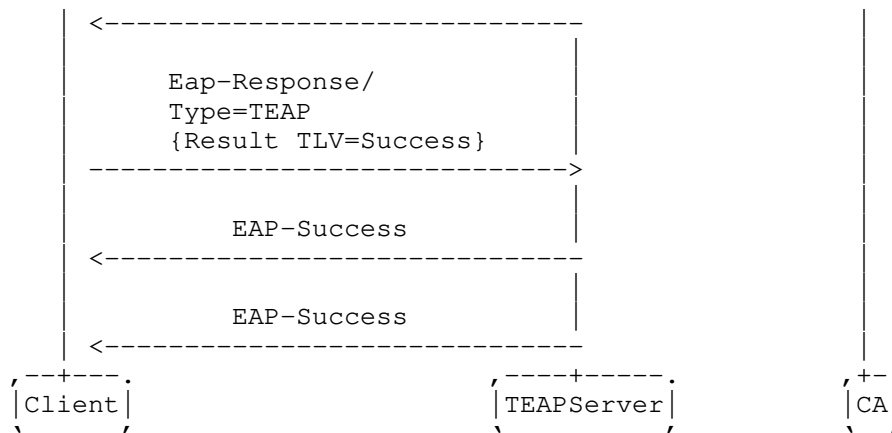 Eap-Response/
Type=TEAP
{Result TLV=Success}
EAP-Success
EAP-Success
Client TEAPServer CA